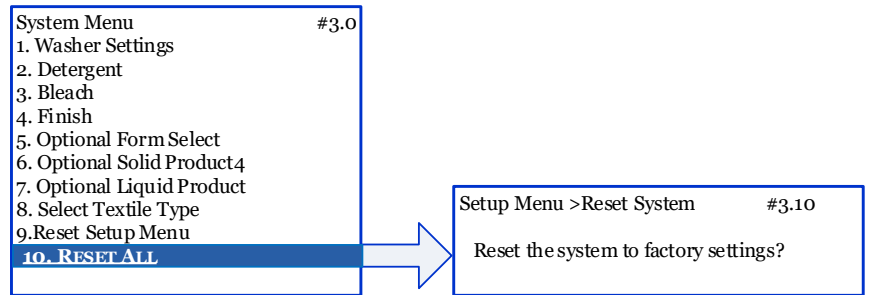 System Menu #3.0
1. Washer Settings
2. Detergent
3. Bleach
4. Finish
5. Optional Form Select
6. Optional Solid Product4
7. Optional Liquid Product
8. Select Textile Type
9.Reset Setup Menu
10. RESET ALL
Setup Menu >Reset System #3.10
Reset the system to factory settings?